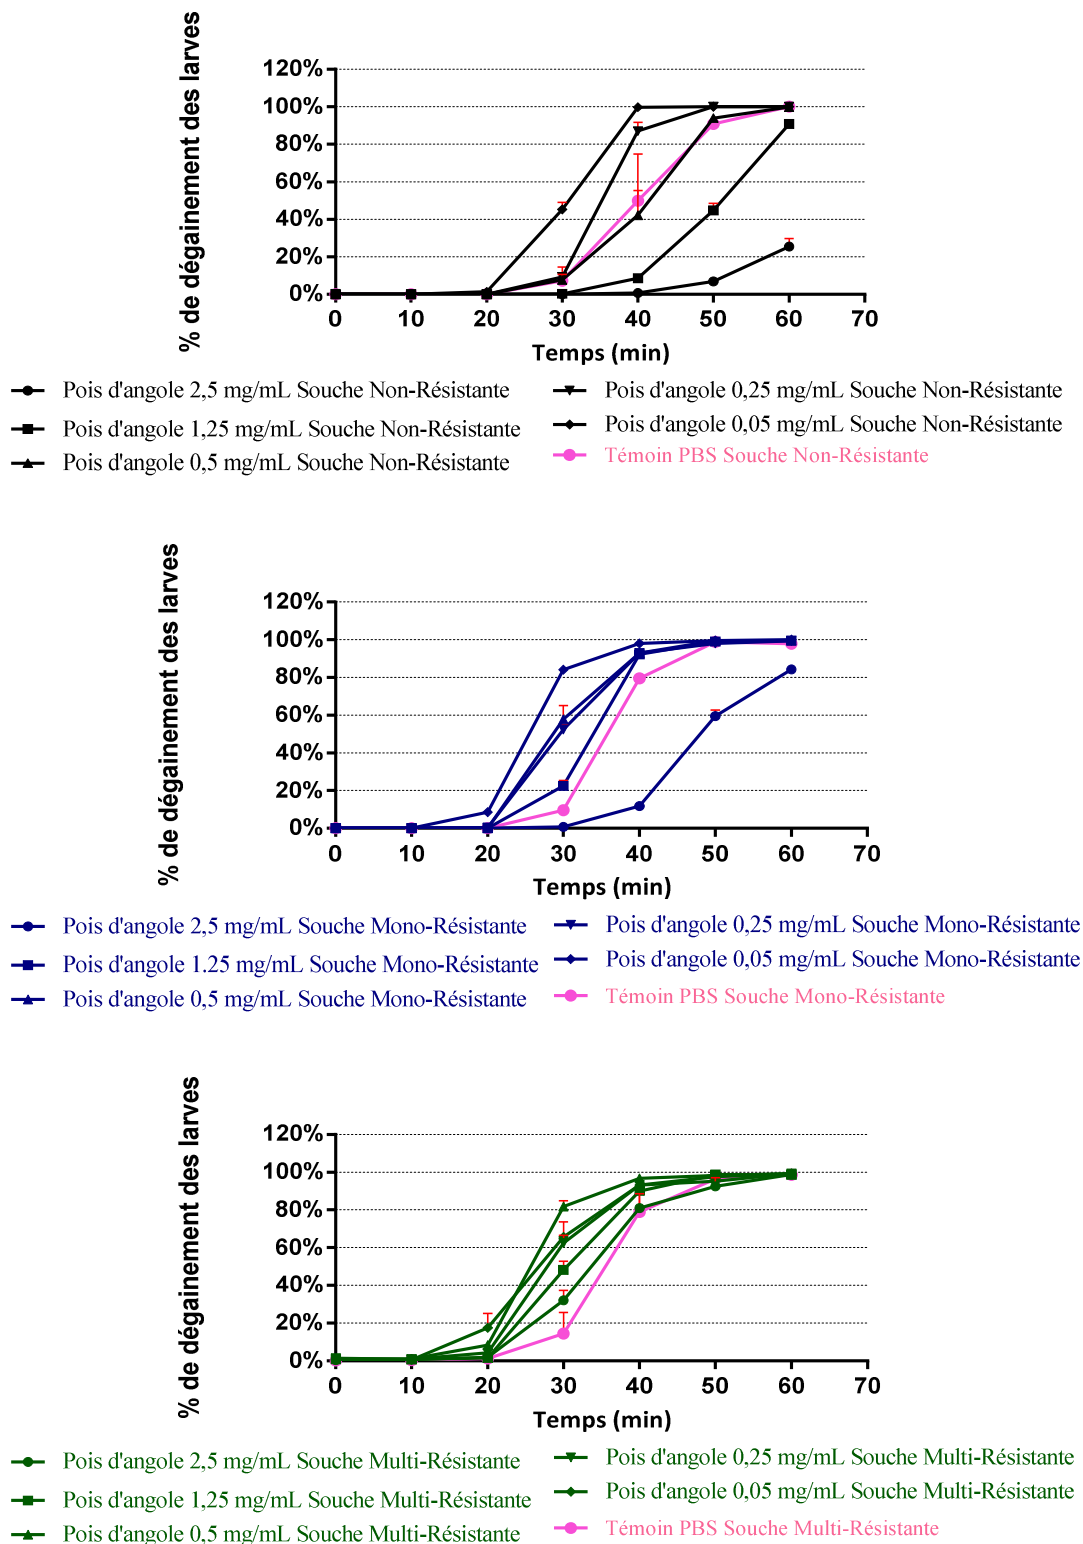 % de dégainement des larves
120%
100%
80%
60%
40%
20%
0%
0 10 20 30 40 50 60 70
Temps (min)
Pois d'angole 2,5 mg/mL Souche Non-Résistante
Pois d'angole 1,25 mg/mL Souche Non-Résistante
Pois d'angole 0,5 mg/mL Souche Non-Résistante
Pois d'angole 0,25 mg/mL Souche Non-Résistante
Pois d'angole 0,05 mg/mL Souche Non-Résistante
Témoin PBS Souche Non-Résistante
% de dégainement des larves
120%
100%
80%
60%
40%
20%
0%
0 10 20 30 40 50 60 70
Temps (min)
Pois d'angole 2,5 mg/mL Souche Mono-Résistante
Pois d'angole 1.25 mg/mL Souche Mono-Résistante
Pois d'angole 0,5 mg/mL Souche Mono-Résistante
Pois d'angole 0,25 mg/mL Souche Mono-Résistante
Pois d'angole 0,05 mg/mL Souche Mono-Résistante
Témoin PBS Souche Mono-Résistante
% de dégainement des larves
120%
100%
80%
60%
40%
20%
0%
0 10 20 30 40 50 60 70
Temps (min)
Pois d'angole 2,5 mg/mL Souche Multi-Résistante
Pois d'angole 1,25 mg/mL Souche Multi-Résistante
Pois d'angole 0,5 mg/mL Souche Multi-Résistante
Pois d'angole 0,25 mg/mL Souche Multi-Résistante
Pois d'angole 0,05 mg/mL Souche Multi-Résistante
Témoin PBS Souche Multi-Résistante